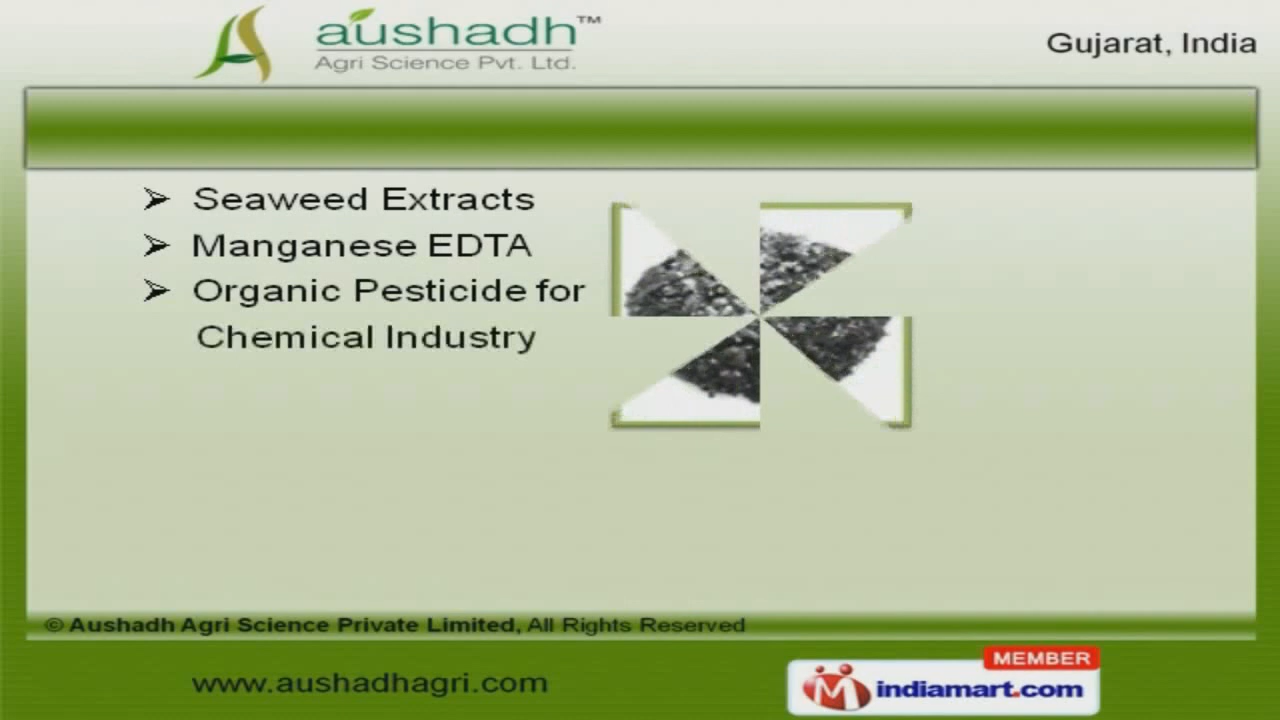 aushadh™
Agri Science Pvt. Ltd.
Gujarat, India
➢ Seaweed Extracts
➢ Manganese EDTA
➢ Organic Pesticide for
Chemical Industry
© Aushadh Agri Science Private Limited, All Rights Reserved
www.aushadhagri.com
MEMBER
indiamart.com